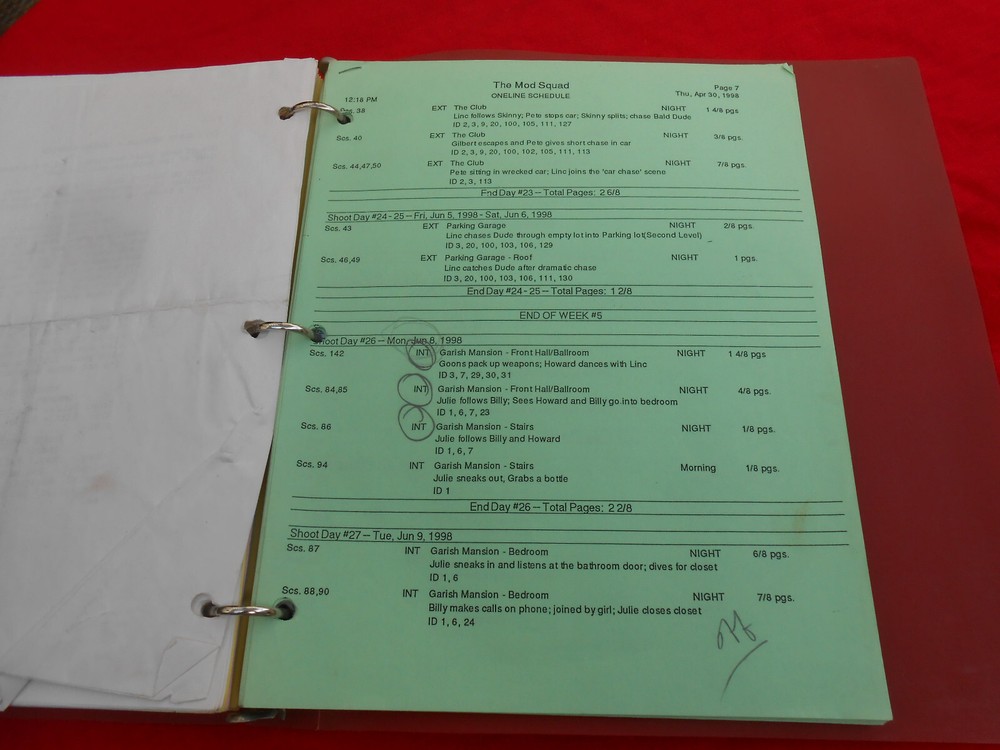 The Mod Squad
Page 7
12:18 PM
ONELINE SCHEDULE
Thu, Apr 30, 1998
Scs. 38 EXT The Club NIGHT 1 4/8 pgs.
Linc follows Skinny; Pete stops car; Skinny splits; chase Bald Dude
ID 2, 3, 9, 20, 100, 105, 111, 127
Scs. 40 EXT The Club NIGHT 3/8 pgs.
Gilbert escapes and Pete gives short chase in car
ID 2, 3, 9, 20, 100, 102, 105, 111, 113
Scs. 44,47,50 EXT The Club NIGHT 7/8 pgs.
Pete sitting in wrecked car; Linc joins the 'car chase' scene
ID 2, 3, 113
End Day #23 -- Total Pages: 2 6/8
Shoot Day #24 - 25 -- Fri, Jun 5, 1998 - Sat, Jun 6, 1998
Scs. 43 EXT Parking Garage NIGHT 2/8 pgs.
Linc chases Dude through empty lot into Parking lot(Second Level)
ID 3, 20, 100, 103, 106, 129
Scs. 46,49 EXT Parking Garage - Roof NIGHT 1 pgs.
Linc catches Dude after dramatic chase
ID 3, 20, 100, 103, 106, 111, 130
End Day #24 - 25 -- Total Pages: 1 2/8
END OF WEEK #5
Shoot Day #26 -- Mon, Jun 8, 1998
Scs. 142 INT Garish Mansion - Front Hall/Ballroom NIGHT 1 4/8 pgs
Goons pack up weapons; Howard dances with Linc
ID 3, 7, 29, 30, 31
Scs. 84,85 INT Garish Mansion - Front Hall/Ballroom NIGHT 4/8 pgs.
Julie follows Billy; Sees Howard and Billy go into bedroom
ID 1, 6, 7, 23
Scs. 86 INT Garish Mansion - Stairs NIGHT 1/8 pgs.
Julie follows Billy and Howard
ID 1, 6, 7
Scs. 94 INT Garish Mansion - Stairs Morning 1/8 pgs.
Julie sneaks out, Grabs a bottle
ID 1
End Day #26 -- Total Pages: 2 2/8
Shoot Day #27 -- Tue, Jun 9, 1998
Scs. 87 INT Garish Mansion - Bedroom NIGHT 6/8 pgs.
Julie sneaks in and listens at the bathroom door; dives for closet
ID 1, 6
Scs. 88,90 INT Garish Mansion - Bedroom NIGHT 7/8 pgs.
Billy makes calls on phone; joined by girl; Julie closes closet
ID 1, 6, 24